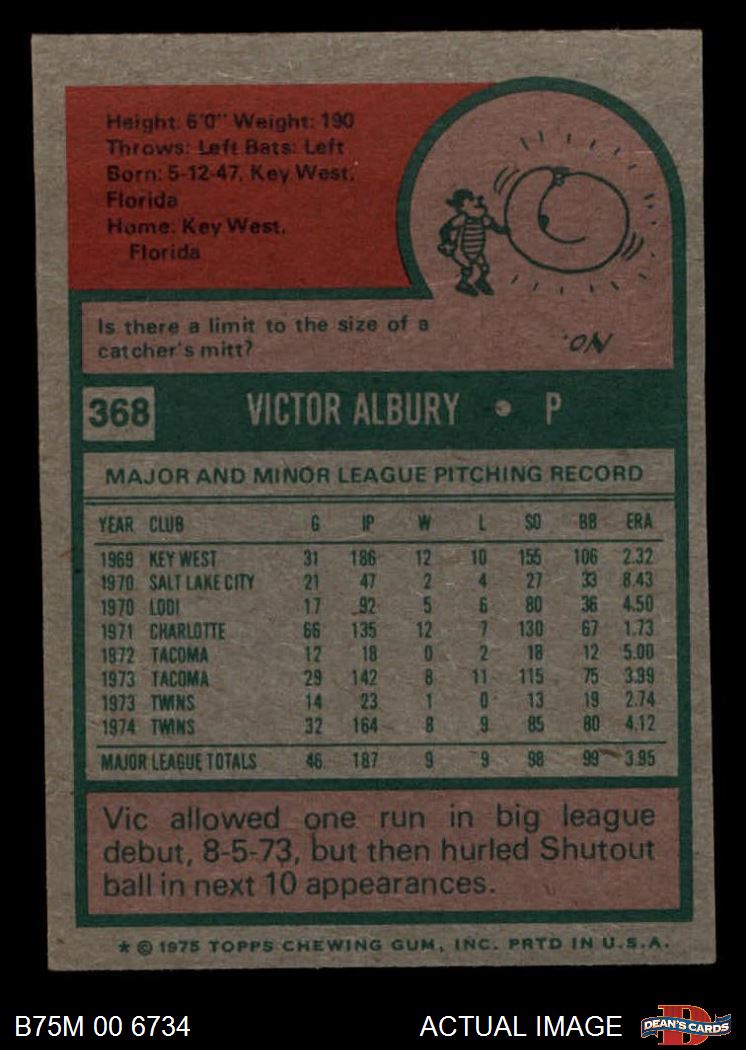 Height: 6'0" Weight: 190
Throws: Left Bats: Left
Born: 5-12-47, Key West,
Florida
Home: Key West,
Florida
Is there a limit to the size of a
catcher's mitt?
NO.
368 VICTOR ALBURY • P
MAJOR AND MINOR LEAGUE PITCHING RECORD
YEAR CLUB G IP W L SO BB ERA
1969 KEY WEST 31 186 12 10 155 106 2.32
1970 SALT LAKE CITY 21 47 2 4 27 33 8.43
1970 LODI 17 92 5 6 80 36 4.50
1971 CHARLOTTE 66 135 12 7 130 67 1.73
1972 TACOMA 12 18 0 2 18 12 5.00
1973 TACOMA 29 142 8 11 115 75 3.99
1973 TWINS 14 23 1 0 13 19 2.74
1974 TWINS 32 164 8 9 85 80 4.12
MAJOR LEAGUE TOTALS 46 187 9 9 98 99 3.95
Vic allowed one run in big league
debut, 8-5-73, but then hurled Shutout
ball in next 10 appearances.
* © 1975 TOPPS CHEWING GUM, INC. PRTD IN U.S.A.
B75M 00 6734 ACTUAL IMAGE DEAN'S CARDS